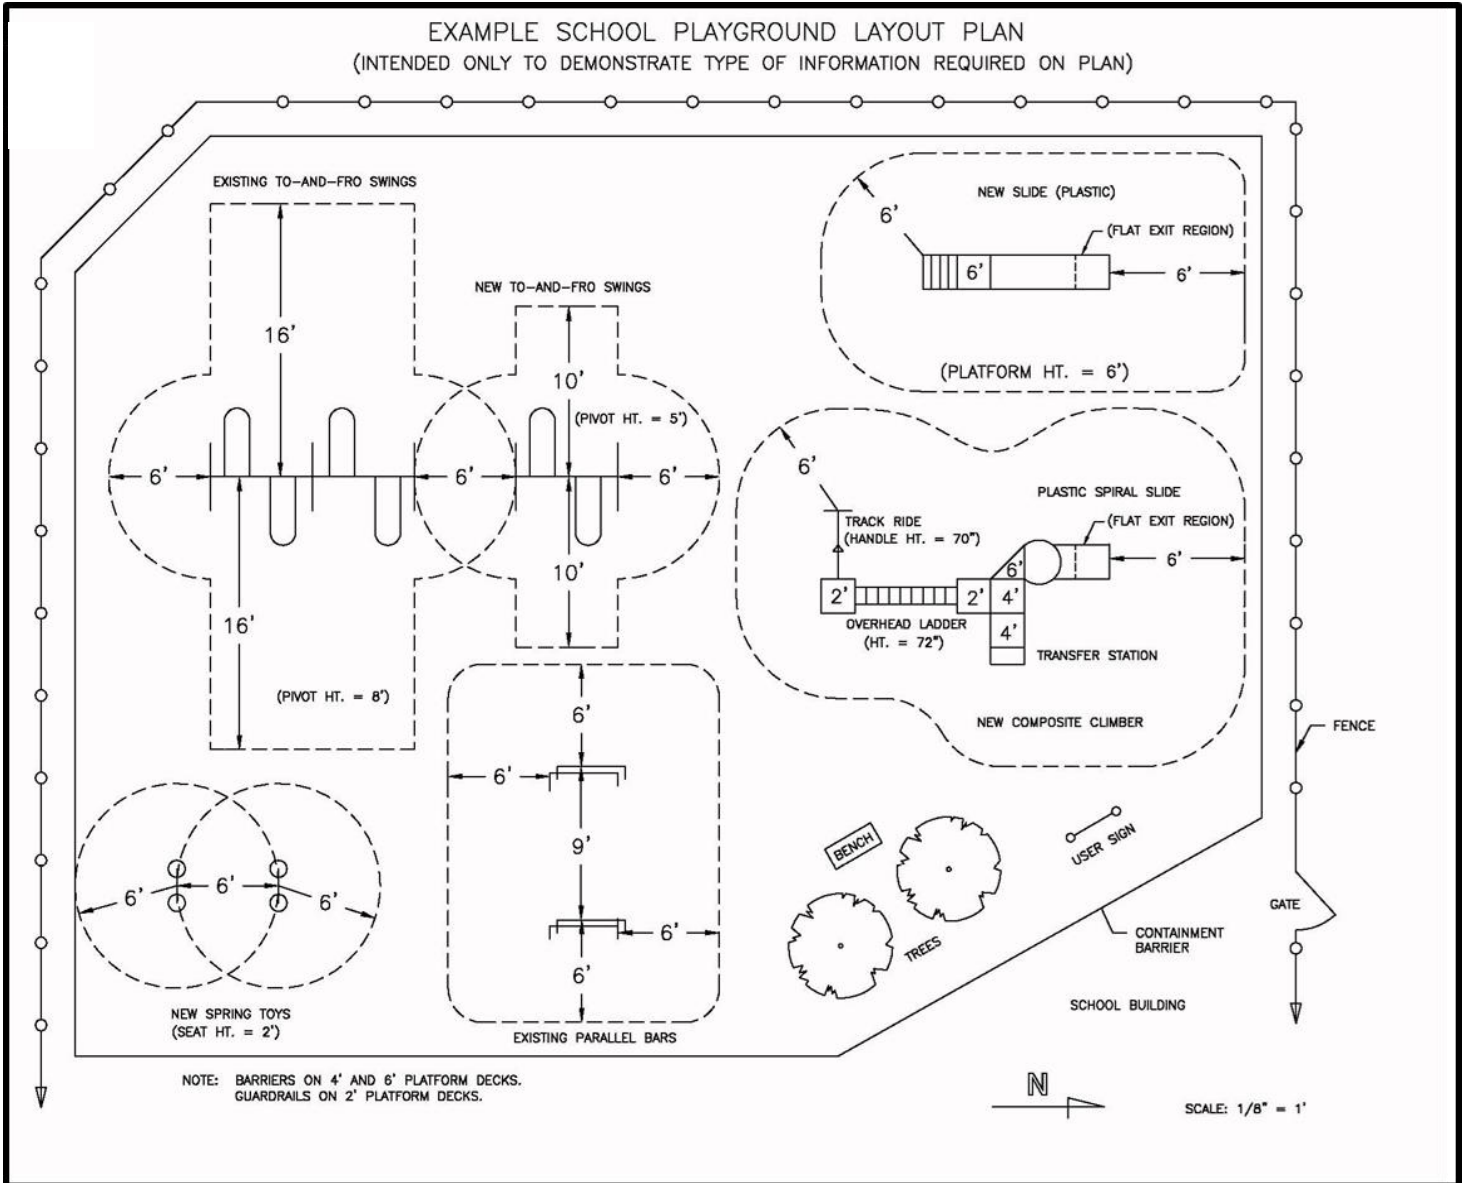 EXAMPLE SCHOOL PLAYGROUND LAYOUT PLAN
(INTENDED ONLY TO DEMONSTRATE TYPE OF INFORMATION REQUIRED ON PLAN)
EXISTING TO-AND-FRO SWINGS
16'
6'
6'
16'
(PIVOT HT. = 8')
NEW TO-AND-FRO SWINGS
10'
(PIVOT HT. = 5')
6'
10'
NEW SLIDE (PLASTIC)
6'
(FLAT EXIT REGION)
6'
6'
(PLATFORM HT. = 6')
6'
PLASTIC SPIRAL SLIDE
TRACK RIDE
(HANDLE HT. = 70")
(FLAT EXIT REGION)
6'
6'
2'
2'
4'
OVERHEAD LADDER
(HT. = 72")
4'
TRANSFER STATION
NEW COMPOSITE CLIMBER
FENCE
6'
6'
9'
6'
6'
EXISTING PARALLEL BARS
6'
6'
6'
NEW SPRING TOYS
(SEAT HT. = 2')
BENCH
USER SIGN
TREES
GATE
CONTAINMENT
BARRIER
SCHOOL BUILDING
NOTE: BARRIERS ON 4' AND 6' PLATFORM DECKS.
GUARDRAILS ON 2' PLATFORM DECKS.
N
SCALE: 1/8" = 1'